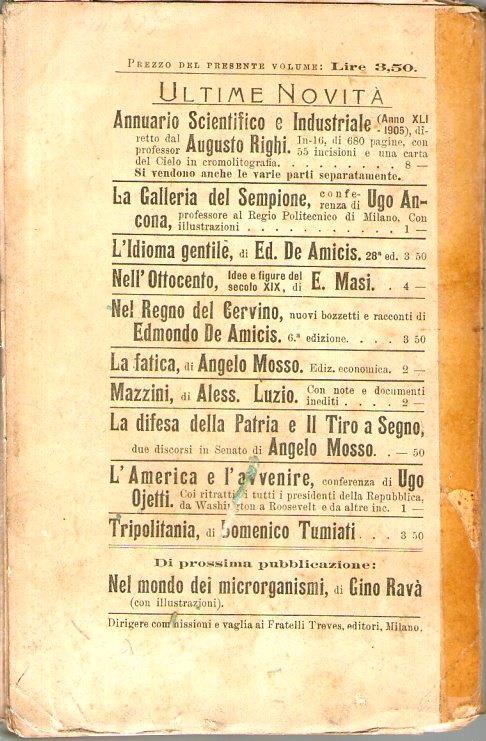 PREZZO DEL PRESENTE VOLUME: Lire 3,50.
ULTIME NOVITÀ
Annuario Scientifico e Industriale (Anno XLI
- 1905), di-
retto dal Augusto Righi. In-16, di 680 pagine, con
professor 55 incisioni e una carta
del Cielo in cromolitografia. . . . . . . . . 8 —
Si vendono anche le varie parti separatamente.
La Galleria del Sempione, confe-
renza di Ugo An-
cona, professore al Regio Politecnico di Milano. Con
illustrazioni . . . . . . . . . . . . 1 —
L'Idioma gentile, di Ed. De Amicis. 28ª ed. 3 50
Nell'Ottocento, Idee e figure del
secolo XIX, di E. Masi. . 4 —
Nel Regno del Cervino, nuovi bozzetti e racconti di
Edmondo De Amicis. 6.ª edizione. . . . 3 50
La fatica, di Angelo Mosso. Ediz. economica. 2 —
Mazzini, di Aless. Luzio. Con note e documenti
inediti . . . . 2 —
La difesa della Patria e Il Tiro a Segno,
due discorsi in Senato di Angelo Mosso. . — 50
L'America e l'avvenire, conferenza di Ugo
Ojetti. Coi ritratti di tutti i presidenti della Repubblica,
da Washington a Roosevelt e da altre inc. 1 —
Tripolitania, di Domenico Tumiati . . . 3 50
Di prossima pubblicazione:
Nel mondo dei microrganismi, di Gino Ravà
(con illustrazioni).
Dirigere commissioni e vaglia ai Fratelli Treves, editori, Milano.